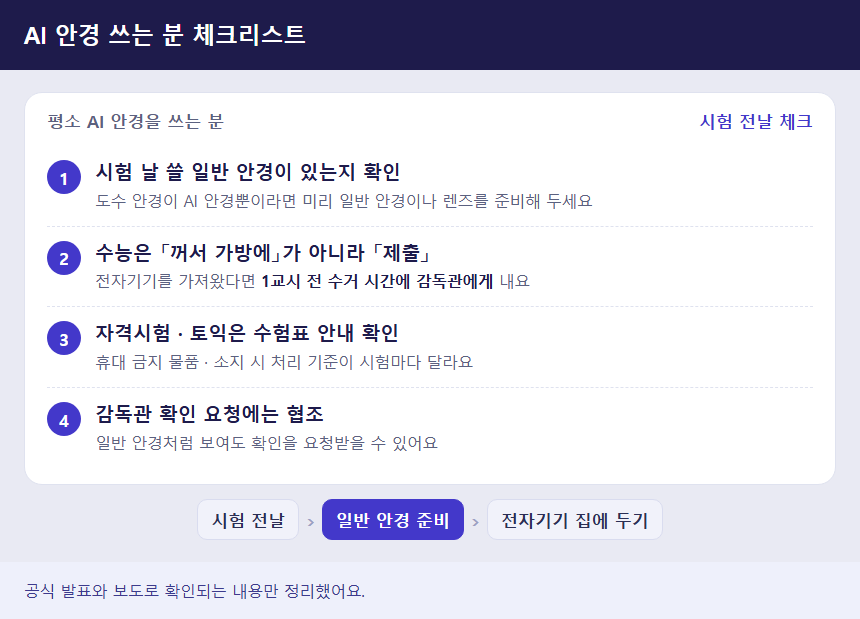 AI 안경 쓰는 분 체크리스트
평소 AI 안경을 쓰는 분
시험 전날 체크
1
시험 날 쓸 일반 안경이 있는지 확인
도수 안경이 AI 안경뿐이라면 미리 일반 안경이나 렌즈를 준비해 두세요
2
수능은 「꺼서 가방에」가 아니라 「제출」
전자기기를 가져왔다면 1교시 전 수거 시간에 감독관에게 내요
3
자격시험 · 토익은 수험표 안내 확인
휴대 금지 물품 · 소지 시 처리 기준이 시험마다 달라요
4
감독관 확인 요청에는 협조
일반 안경처럼 보여도 확인을 요청받을 수 있어요
시험 전날 › 일반 안경 준비 › 전자기기 집에 두기
공식 발표와 보도로 확인되는 내용만 정리했어요.